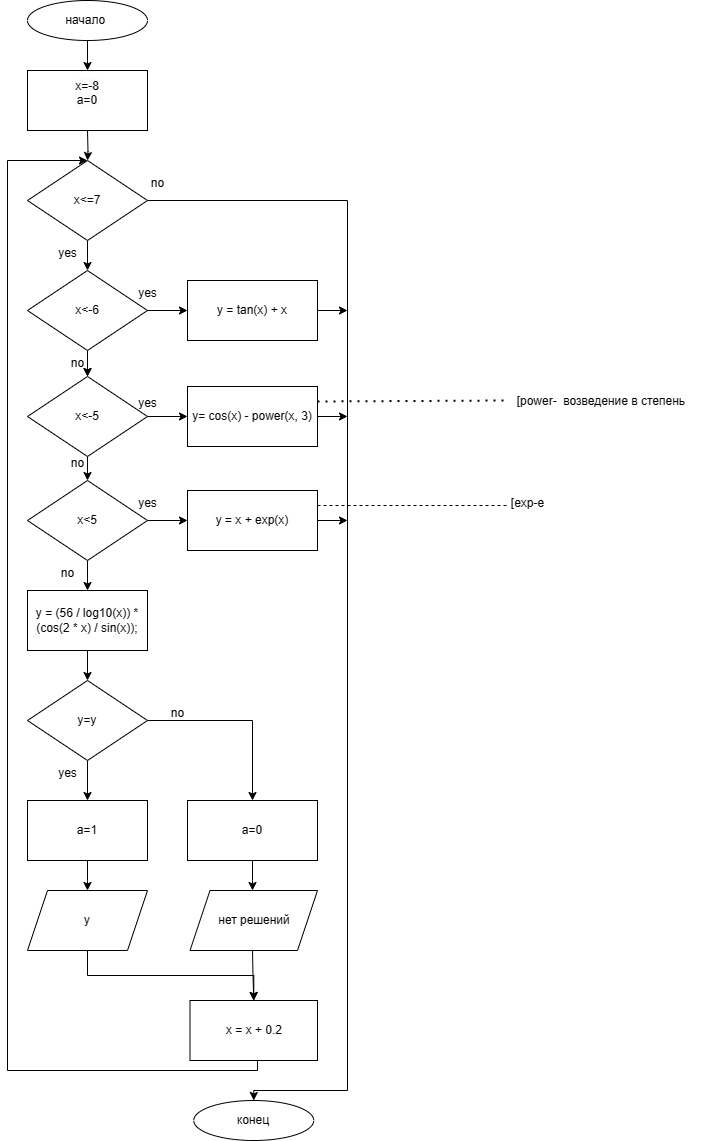 начало
x=-8
a=0
x<=7
no
yes
x<-6
yes
y = tan(x) + x
no
x<-5
yes
y= cos(x) - power(x, 3)
[power- возведение в степень
no
x<5
yes
y = x + exp(x)
[exp-e
no
y = (56 / log10(x)) *
(cos(2 * x) / sin(x));
y=y
no
yes
a=1
a=0
y
нет решений
x = x + 0.2
конец